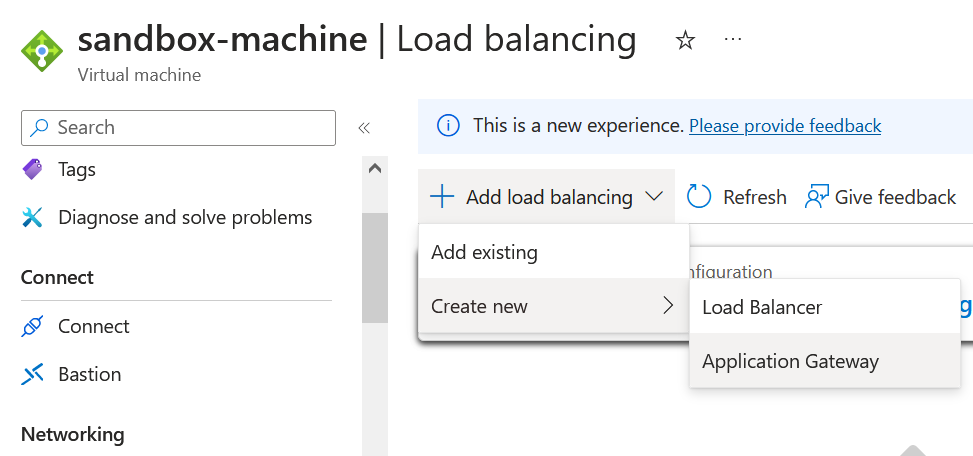 sandbox-machine | Load balancing
Virtual machine
Search
This is a new experience. Please provide feedback
Tags
Add load balancing
Refresh
Give feedback
Diagnose and solve problems
Add existing
Connect
Create new
Load Balancer
Connect
Application Gateway
Bastion
Networking